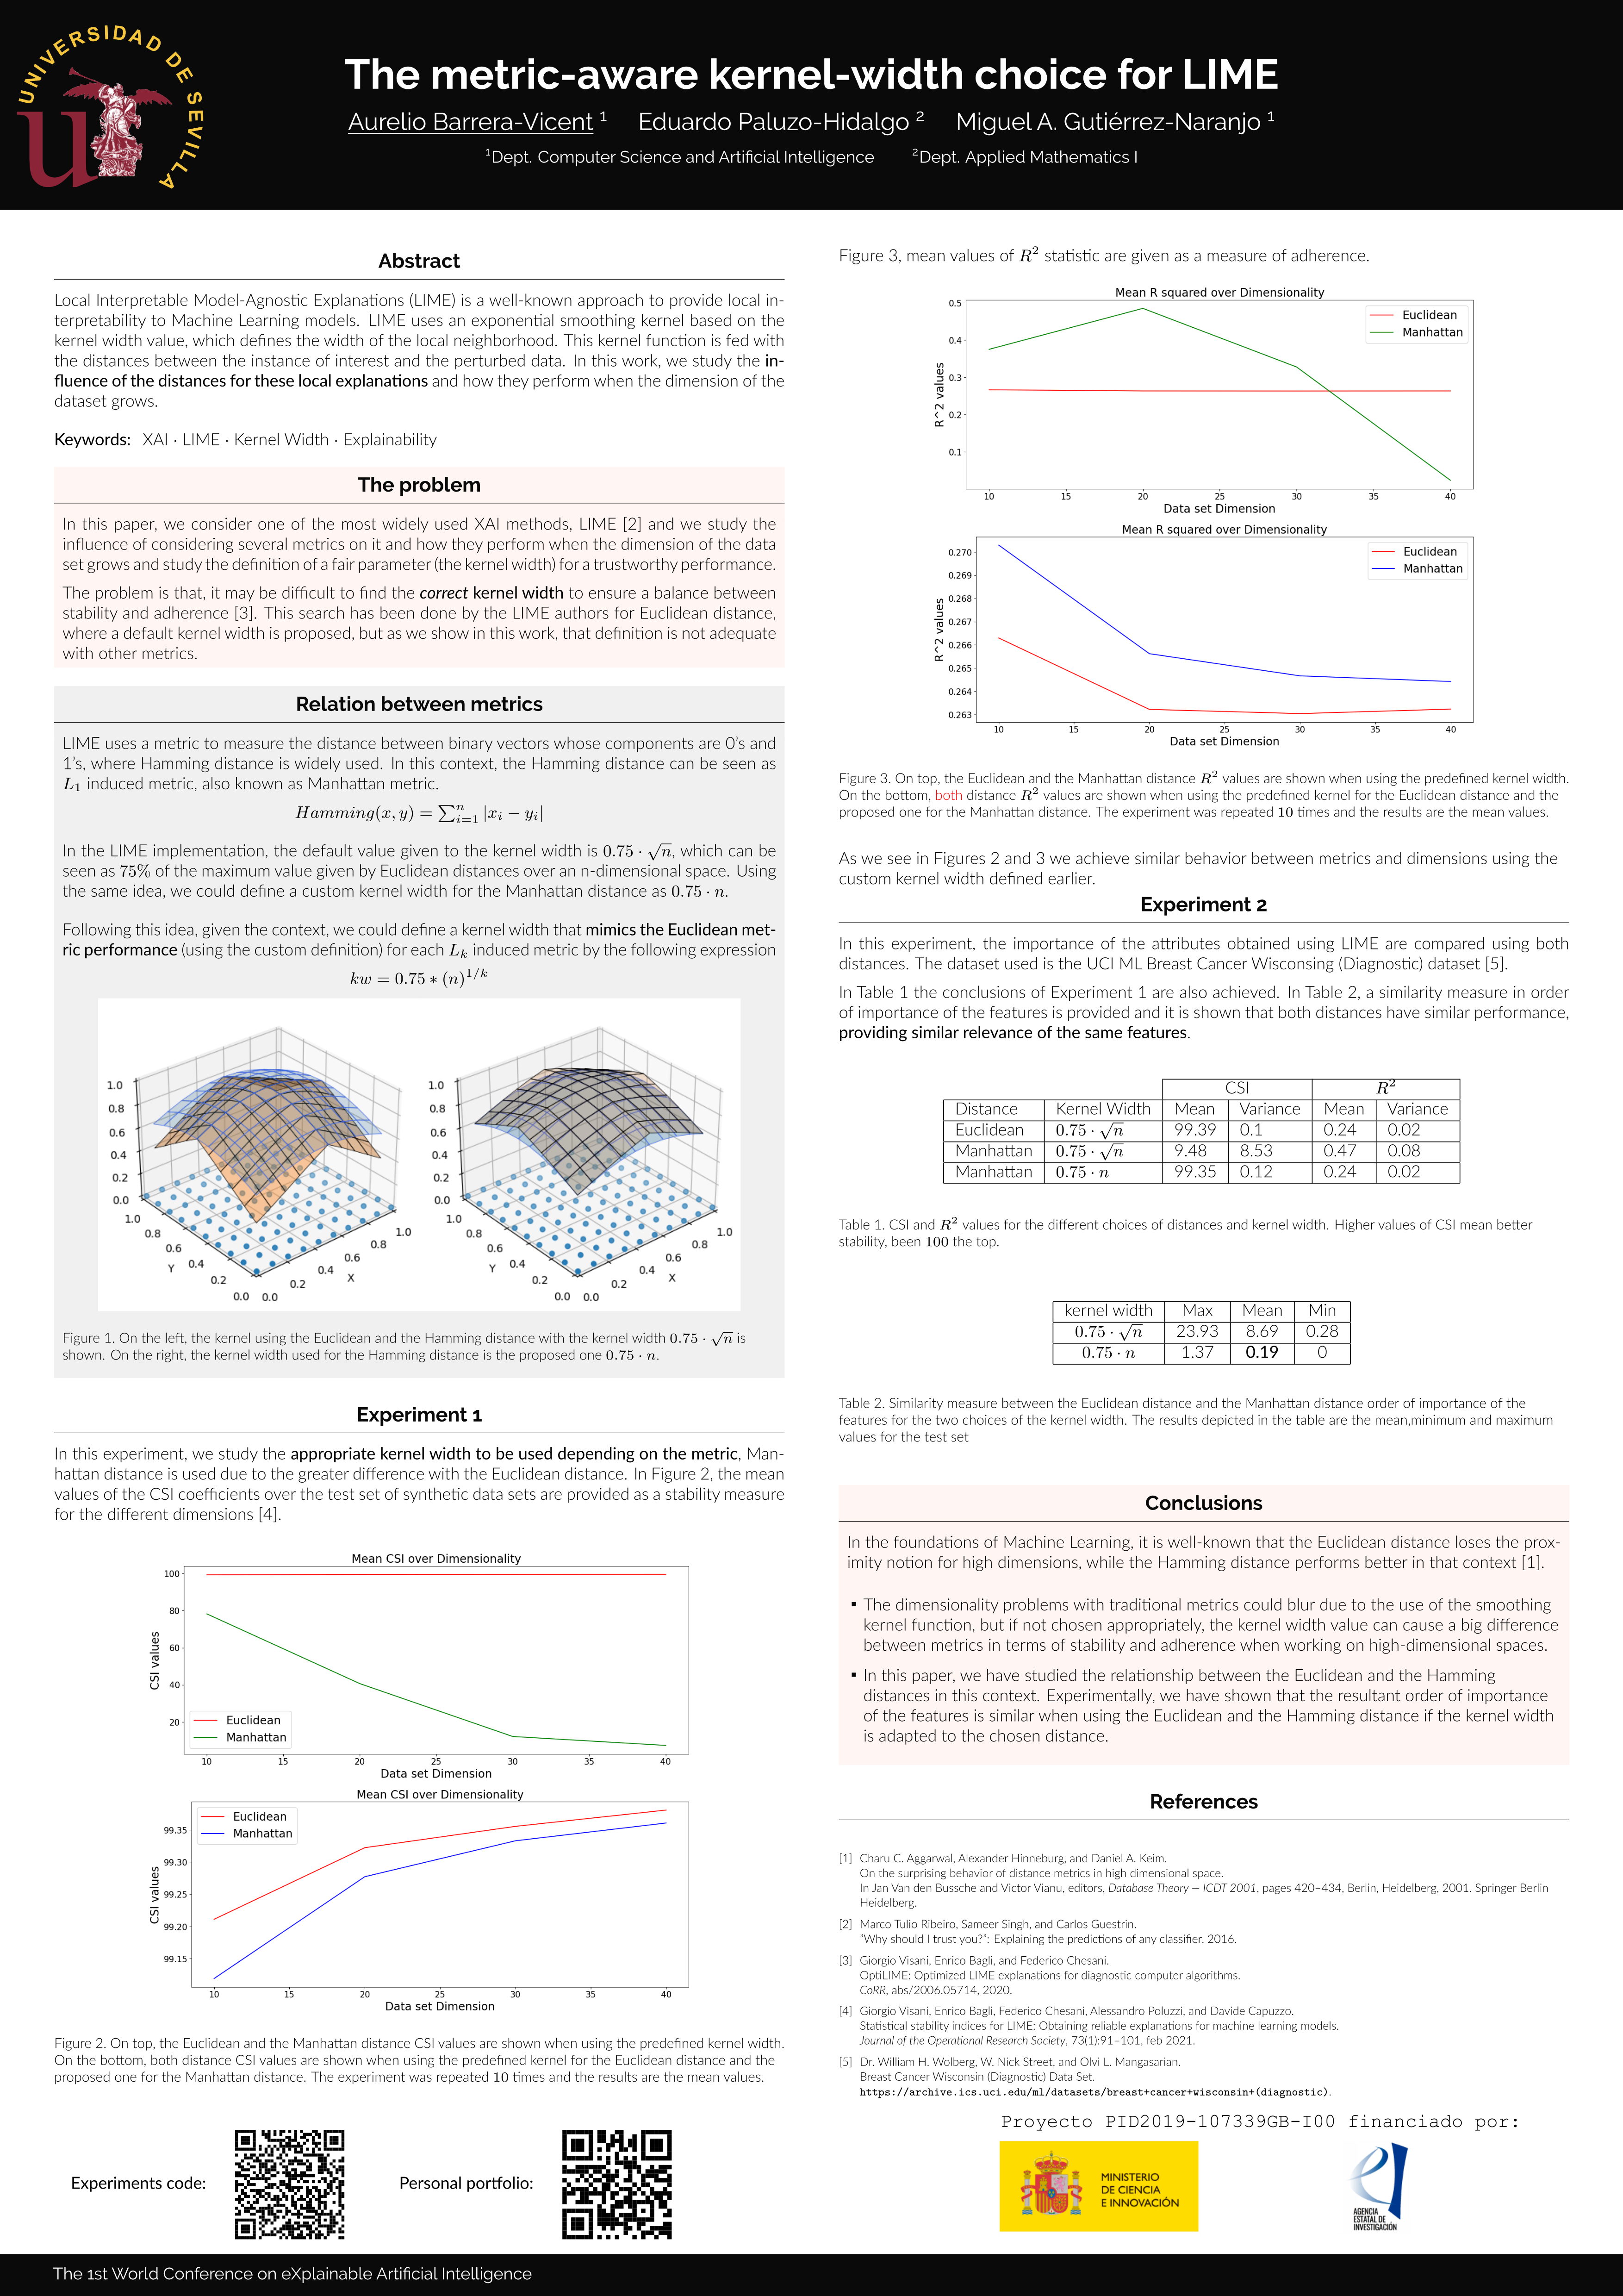 UNIVERSIDAD DE SEVILLA
The metric-aware kernel-width choice for LIME
Aurelio Barrera-Vicent ¹ Eduardo Paluzo-Hidalgo ² Miguel A. Gutiérrez-Naranjo ¹
¹Dept. Computer Science and Artificial Intelligence ²Dept. Applied Mathematics I
Abstract
Local Interpretable Model-Agnostic Explanations (LIME) is a well-known approach to provide local in-
terpretability to Machine Learning models. LIME uses an exponential smoothing kernel based on the
kernel width value, which defines the width of the local neighborhood. This kernel function is fed with
the distances between the instance of interest and the perturbed data. In this work, we study the in-
fluence of the distances for these local explanations and how they perform when the dimension of the
dataset grows.
Keywords: XAI · LIME · Kernel Width · Explainability
The problem
In this paper, we consider one of the most widely used XAI methods, LIME [2] and we study the
influence of considering several metrics on it and how they perform when the dimension of the data
set grows and study the definition of a fair parameter (the kernel width) for a trustworthy performance.
The problem is that, it may be difficult to find the correct kernel width to ensure a balance between
stability and adherence [3]. This search has been done by the LIME authors for Euclidean distance,
where a default kernel width is proposed, but as we show in this work, that definition is not adequate
with other metrics.
Relation between metrics
LIME uses a metric to measure the distance between binary vectors whose components are 0's and
1's, where Hamming distance is widely used. In this context, the Hamming distance can be seen as
L₁ induced metric, also known as Manhattan metric.
Hamming(x, y) = ∑ⁿᵢ₌₁ |xᵢ − yᵢ|
In the LIME implementation, the default value given to the kernel width is 0.75 · √n, which can be
seen as 75% of the maximum value given by Euclidean distances over an n-dimensional space. Using
the same idea, we could define a custom kernel width for the Manhattan distance as 0.75 · n.
Following this idea, given the context, we could define a kernel width that mimics the Euclidean met-
ric performance (using the custom definition) for each Lₖ induced metric by the following expression
kw = 0.75 ∗ (n)^1/k
1.0 0.8 0.6 0.4 0.2 0.0
1.0 0.8 0.6 0.4 0.2 0.0
Y
0.0 0.2 0.4 0.6 0.8 1.0
X
1.0 0.8 0.6 0.4 0.2 0.0
1.0 0.8 0.6 0.4 0.2 0.0
Y
0.0 0.2 0.4 0.6 0.8 1.0
X
Figure 1. On the left, the kernel using the Euclidean and the Hamming distance with the kernel width 0.75 · √n is
shown. On the right, the kernel width used for the Hamming distance is the proposed one 0.75 · n.
Experiment 1
In this experiment, we study the appropriate kernel width to be used depending on the metric, Man-
hattan distance is used due to the greater difference with the Euclidean distance. In Figure 2, the mean
values of the CSI coefficients over the test set of synthetic data sets are provided as a stability measure
for the different dimensions [4].
Mean CSI over Dimensionality
CSI values
100
80
60
40
20
Euclidean
Manhattan
10 15 20 25 30 35 40
Data set Dimension
Mean CSI over Dimensionality
CSI values
Euclidean
Manhattan
99.35
99.30
99.25
99.20
99.15
10 15 20 25 30 35 40
Data set Dimension
Figure 2. On top, the Euclidean and the Manhattan distance CSI values are shown when using the predefined kernel width.
On the bottom, both distance CSI values are shown when using the predefined kernel for the Euclidean distance and the
proposed one for the Manhattan distance. The experiment was repeated 10 times and the results are the mean values.
Experiments code: Personal portfolio:
Figure 3, mean values of R² statistic are given as a measure of adherence.
Mean R squared over Dimensionality
R^2 values
0.5
0.4
0.3
0.2
0.1
Euclidean
Manhattan
10 15 20 25 30 35 40
Data set Dimension
Mean R squared over Dimensionality
R^2 values
Euclidean
Manhattan
0.270
0.269
0.268
0.267
0.266
0.265
0.264
0.263
10 15 20 25 30 35 40
Data set Dimension
Figure 3. On top, the Euclidean and the Manhattan distance R² values are shown when using the predefined kernel width.
On the bottom, both distance R² values are shown when using the predefined kernel for the Euclidean distance and the
proposed one for the Manhattan distance. The experiment was repeated 10 times and the results are the mean values.
As we see in Figures 2 and 3 we achieve similar behavior between metrics and dimensions using the
custom kernel width defined earlier.
Experiment 2
In this experiment, the importance of the attributes obtained using LIME are compared using both
distances. The dataset used is the UCI ML Breast Cancer Wisconsing (Diagnostic) dataset [5].
In Table 1 the conclusions of Experiment 1 are also achieved. In Table 2, a similarity measure in order
of importance of the features is provided and it is shown that both distances have similar performance,
providing similar relevance of the same features.
CSI R²
Distance Kernel Width Mean Variance Mean Variance
Euclidean 0.75 · √n 99.39 0.1 0.24 0.02
Manhattan 0.75 · √n 9.48 8.53 0.47 0.08
Manhattan 0.75 · n 99.35 0.12 0.24 0.02
Table 1. CSI and R² values for the different choices of distances and kernel width. Higher values of CSI mean better
stability, been 100 the top.
kernel width Max Mean Min
0.75 · √n 23.93 8.69 0.28
0.75 · n 1.37 0.19 0
Table 2. Similarity measure between the Euclidean distance and the Manhattan distance order of importance of the
features for the two choices of the kernel width. The results depicted in the table are the mean,minimum and maximum
values for the test set
Conclusions
In the foundations of Machine Learning, it is well-known that the Euclidean distance loses the prox-
imity notion for high dimensions, while the Hamming distance performs better in that context [1].
▪ The dimensionality problems with traditional metrics could blur due to the use of the smoothing
kernel function, but if not chosen appropriately, the kernel width value can cause a big difference
between metrics in terms of stability and adherence when working on high-dimensional spaces.
▪ In this paper, we have studied the relationship between the Euclidean and the Hamming
distances in this context. Experimentally, we have shown that the resultant order of importance
of the features is similar when using the Euclidean and the Hamming distance if the kernel width
is adapted to the chosen distance.
References
[1] Charu C. Aggarwal, Alexander Hinneburg, and Daniel A. Keim.
On the surprising behavior of distance metrics in high dimensional space.
In Jan Van den Bussche and Victor Vianu, editors, Database Theory — ICDT 2001, pages 420–434, Berlin, Heidelberg, 2001. Springer Berlin
Heidelberg.
[2] Marco Tulio Ribeiro, Sameer Singh, and Carlos Guestrin.
"Why should I trust you?": Explaining the predictions of any classifier, 2016.
[3] Giorgio Visani, Enrico Bagli, and Federico Chesani.
OptiLIME: Optimized LIME explanations for diagnostic computer algorithms.
CoRR, abs/2006.05714, 2020.
[4] Giorgio Visani, Enrico Bagli, Federico Chesani, Alessandro Poluzzi, and Davide Capuzzo.
Statistical stability indices for LIME: Obtaining reliable explanations for machine learning models.
Journal of the Operational Research Society, 73(1):91–101, feb 2021.
[5] Dr. William H. Wolberg, W. Nick Street, and Olvi L. Mangasarian.
Breast Cancer Wisconsin (Diagnostic) Data Set.
https://archive.ics.uci.edu/ml/datasets/breast+cancer+wisconsin+(diagnostic).
Proyecto PID2019-107339GB-I00 financiado por:
MINISTERIO
DE CIENCIA
E INNOVACIÓN
AGENCIA
ESTATAL DE
INVESTIGACIÓN
The 1st World Conference on eXplainable Artificial Intelligence